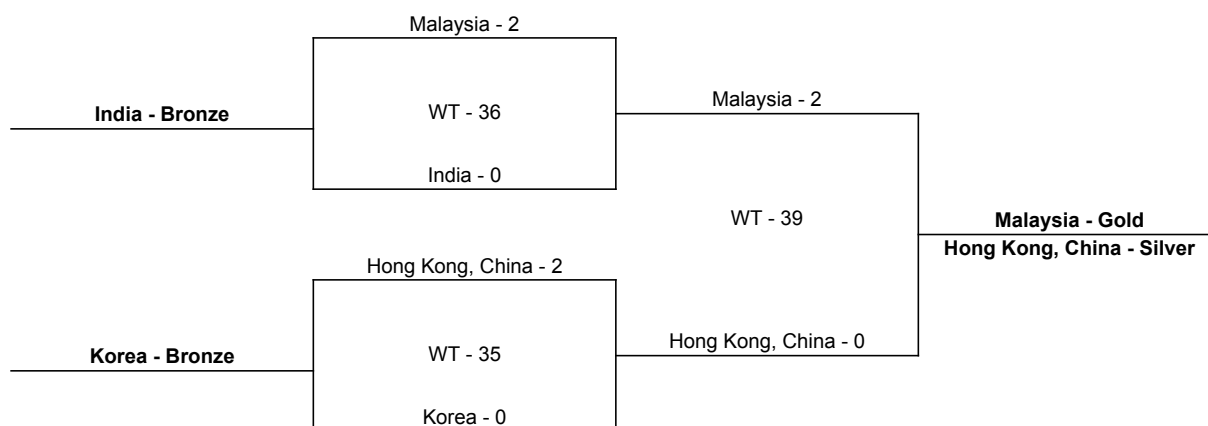 Malaysia - 2
India - Bronze
WT - 36
Malaysia - 2
India - 0
WT - 39
Malaysia - Gold
Hong Kong, China - Silver
Hong Kong, China - 2
Korea - Bronze
WT - 35
Hong Kong, China - 0
Korea - 0